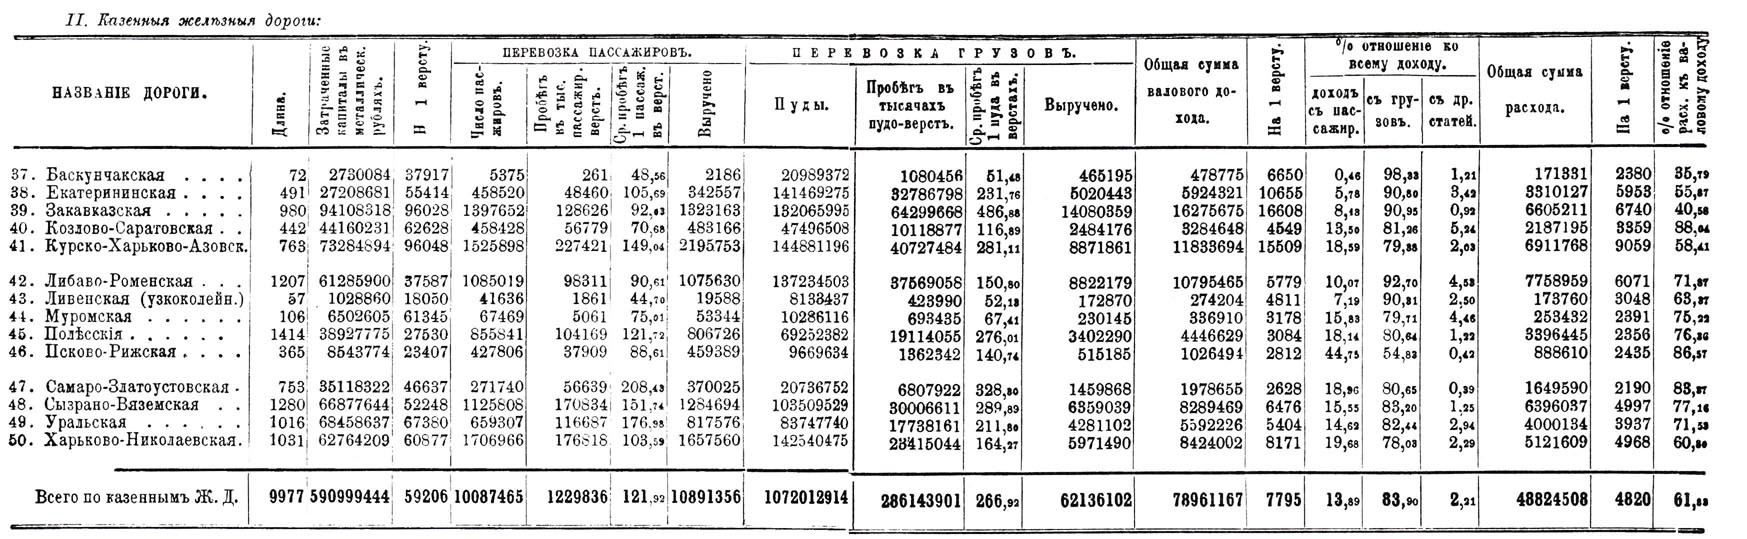 II. Казенныя желѣзныя дороги:
НАЗВАНІЕ ДОРОГИ. Длина. Затраченные капиталы въ металлическ. рубляхъ. На 1 версту. ПЕРЕВОЗКА ПАССАЖИРОВЪ. ПЕРЕВОЗКА ГРУЗОВЪ. Общая сумма валового дохода. На 1 версту. % отношеніе ко всему доходу. Общая сумма расхода. На 1 версту. % отношеніе расх. къ валовому доходу
Число пассажировъ. Пробѣгъ въ тыс. пассажир. верстъ. Ср. пробѣгъ 1 пассаж. въ верст. Выручено Пуды. Пробѣгъ въ тысячахъ пудо-верстъ. Ср. пробѣгъ 1 пуда въ верстахъ. Выручено. доходъ съ пассажир. съ грузовъ. съ др. статей.
37. Баскунчакская . . . . 72 2730084 37917 5375 261 48,56 2186 20989372 1080456 51,48 465195 478775 6650 0,46 98,33 1,21 171331 2380 35,79
38. Екатерининская . . . . 491 27208681 55414 458520 48460 105,69 342557 141469275 32786798 231,76 5020443 5924321 10655 5,78 90,80 3,42 3310127 5953 55,87
39. Закавказская . . . . . 980 94108318 96028 1397652 128626 92,03 1323163 132065995 64299668 486,88 14080359 16275675 16608 8,13 90,95 0,92 6605211 6740 40,58
40. Козлово-Саратовская . . 442 44160231 62628 458428 56779 70,68 483166 47496508 10118877 116,89 2484176 3284648 4549 13,50 81,26 5,24 2187195 3359 88,04
41. Курско-Харьково-Азовск. 763 73284894 96048 1525898 227421 149,04 2195753 144881196 40727484 281,11 8871861 11833694 15509 18,59 79,38 2,03 6911768 9059 58,41
42. Либаво-Роменская . . . 1207 61285900 37587 1085019 98311 90,61 1075630 137234503 37569058 150,80 8822179 10795465 5779 10,07 92,70 4,53 7758959 6071 71,87
43. Ливенская (узкоколейн.) 57 1028860 18050 41636 1861 44,70 19588 8133437 423990 52,13 172870 274204 4811 7,19 90,31 2,50 173760 3048 63,37
44. Муромская . . . . . . 106 6502605 61345 67469 5061 75,01 53344 10286116 693435 67,41 230145 336910 3178 15,83 79,71 4,46 253432 2391 75,22
45. Полѣсскія . . . . . . 1414 38927775 27530 855841 104169 121,72 806726 69252382 19114055 276,01 3402290 4446629 3084 18,14 80,64 1,22 3396445 2356 76,36
46. Псково-Рижская . . . . 365 8543774 23407 427806 37909 88,61 459389 9669634 1362342 140,74 515185 1026494 2812 44,75 54,83 0,42 888610 2435 86,57
47. Самаро-Златоустовская . 753 35118322 46637 271740 56639 208,43 370025 20736752 6807922 328,30 1459868 1978655 2628 18,96 80,65 0,39 1649590 2190 83,37
48. Сызрано-Вяземская . . 1280 66877644 52248 1125808 170834 151,74 1284694 103509529 30006611 289,89 6359039 8289469 6476 15,55 83,20 1,25 6396037 4997 77,16
49. Уральская . . . . . . 1016 68458637 67380 659307 116687 176,98 817576 83747740 17738161 211,80 4281102 5592226 5404 14,62 82,44 2,94 4000134 3937 71,53
50. Харьково-Николаевская. 1031 62764209 60877 1706966 176818 103,59 1657560 142540475 23415044 164,27 5971490 8424002 8171 19,68 78,03 2,29 5121609 4968 60,80
Всего по казеннымъ Ж. Д. 9977 590999444 59206 10087465 1229836 121,92 10891356 1072012914 286143901 266,92 62136102 78961167 7795 13,89 83,90 2,21 48824508 4820 61,83